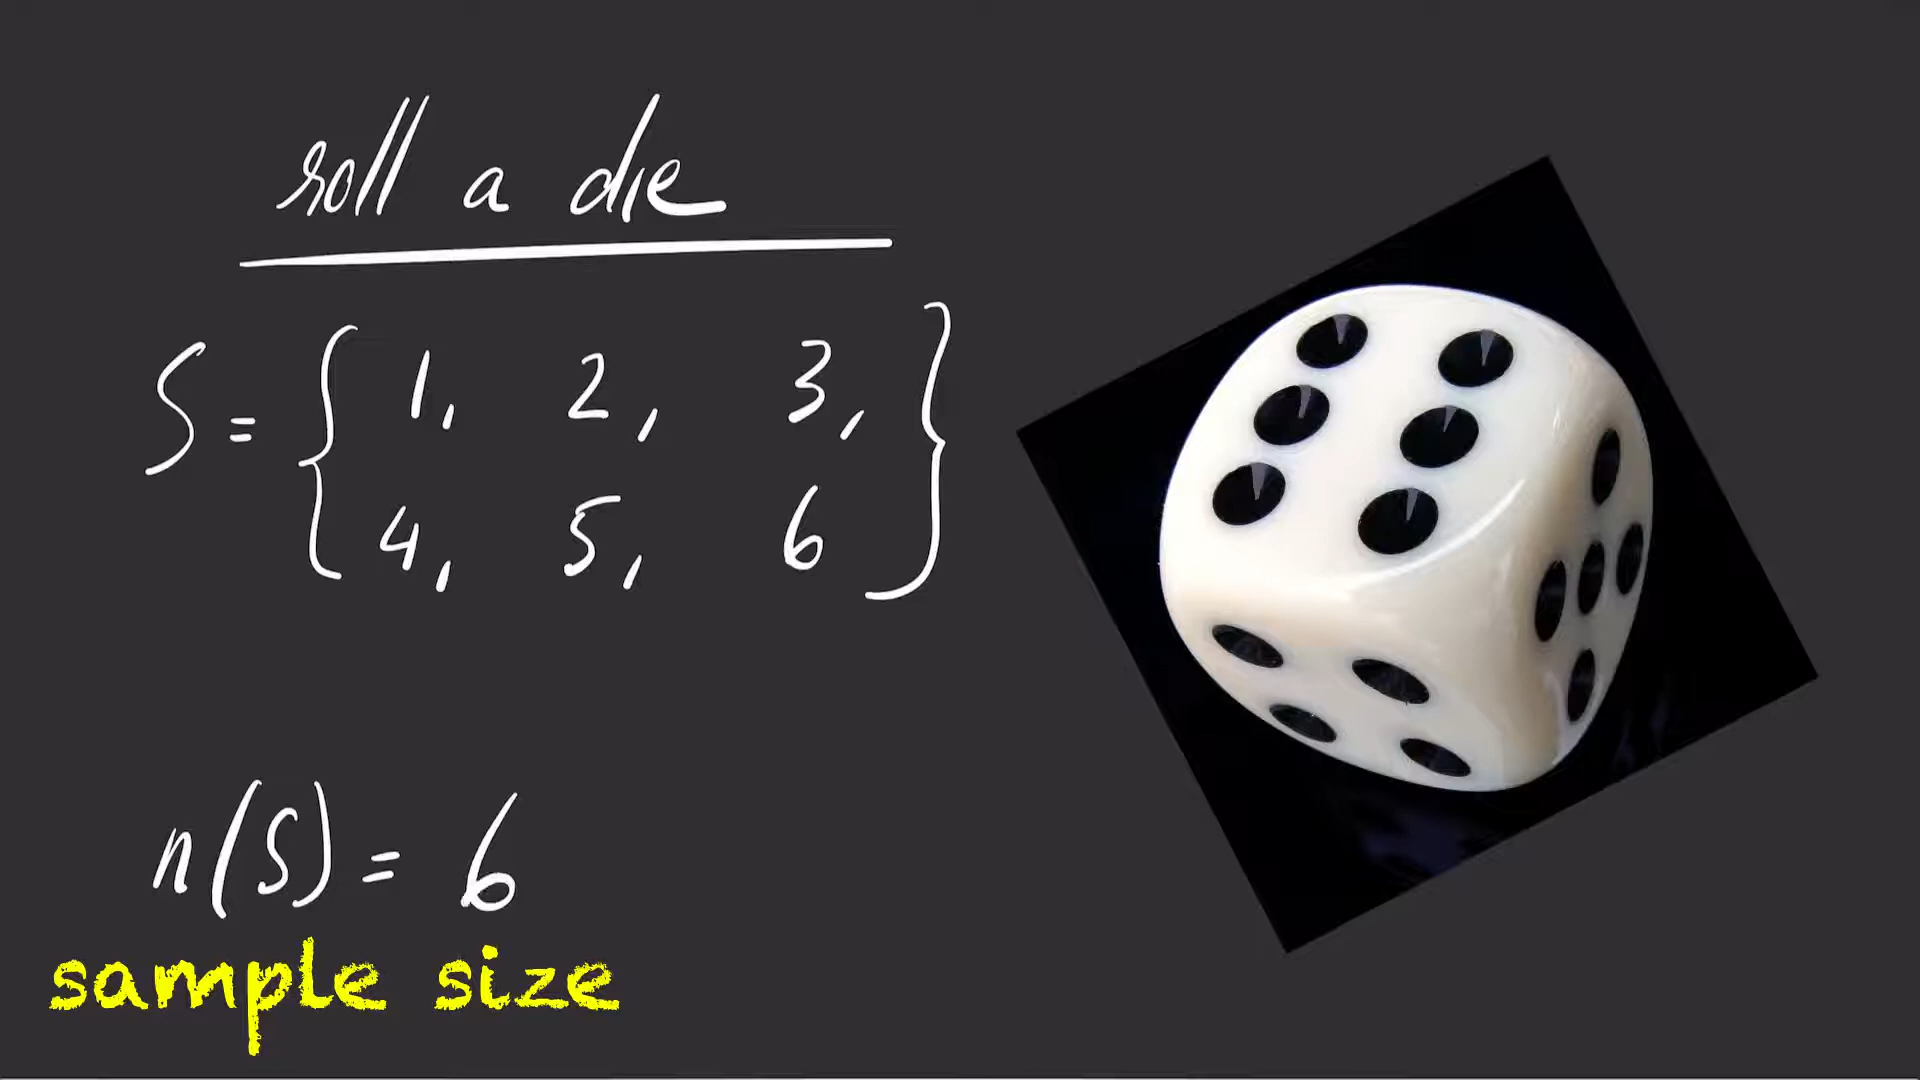 roll a die
S = { 1, 2, 3,
4, 5, 6 }
n(S) = 6
sample size